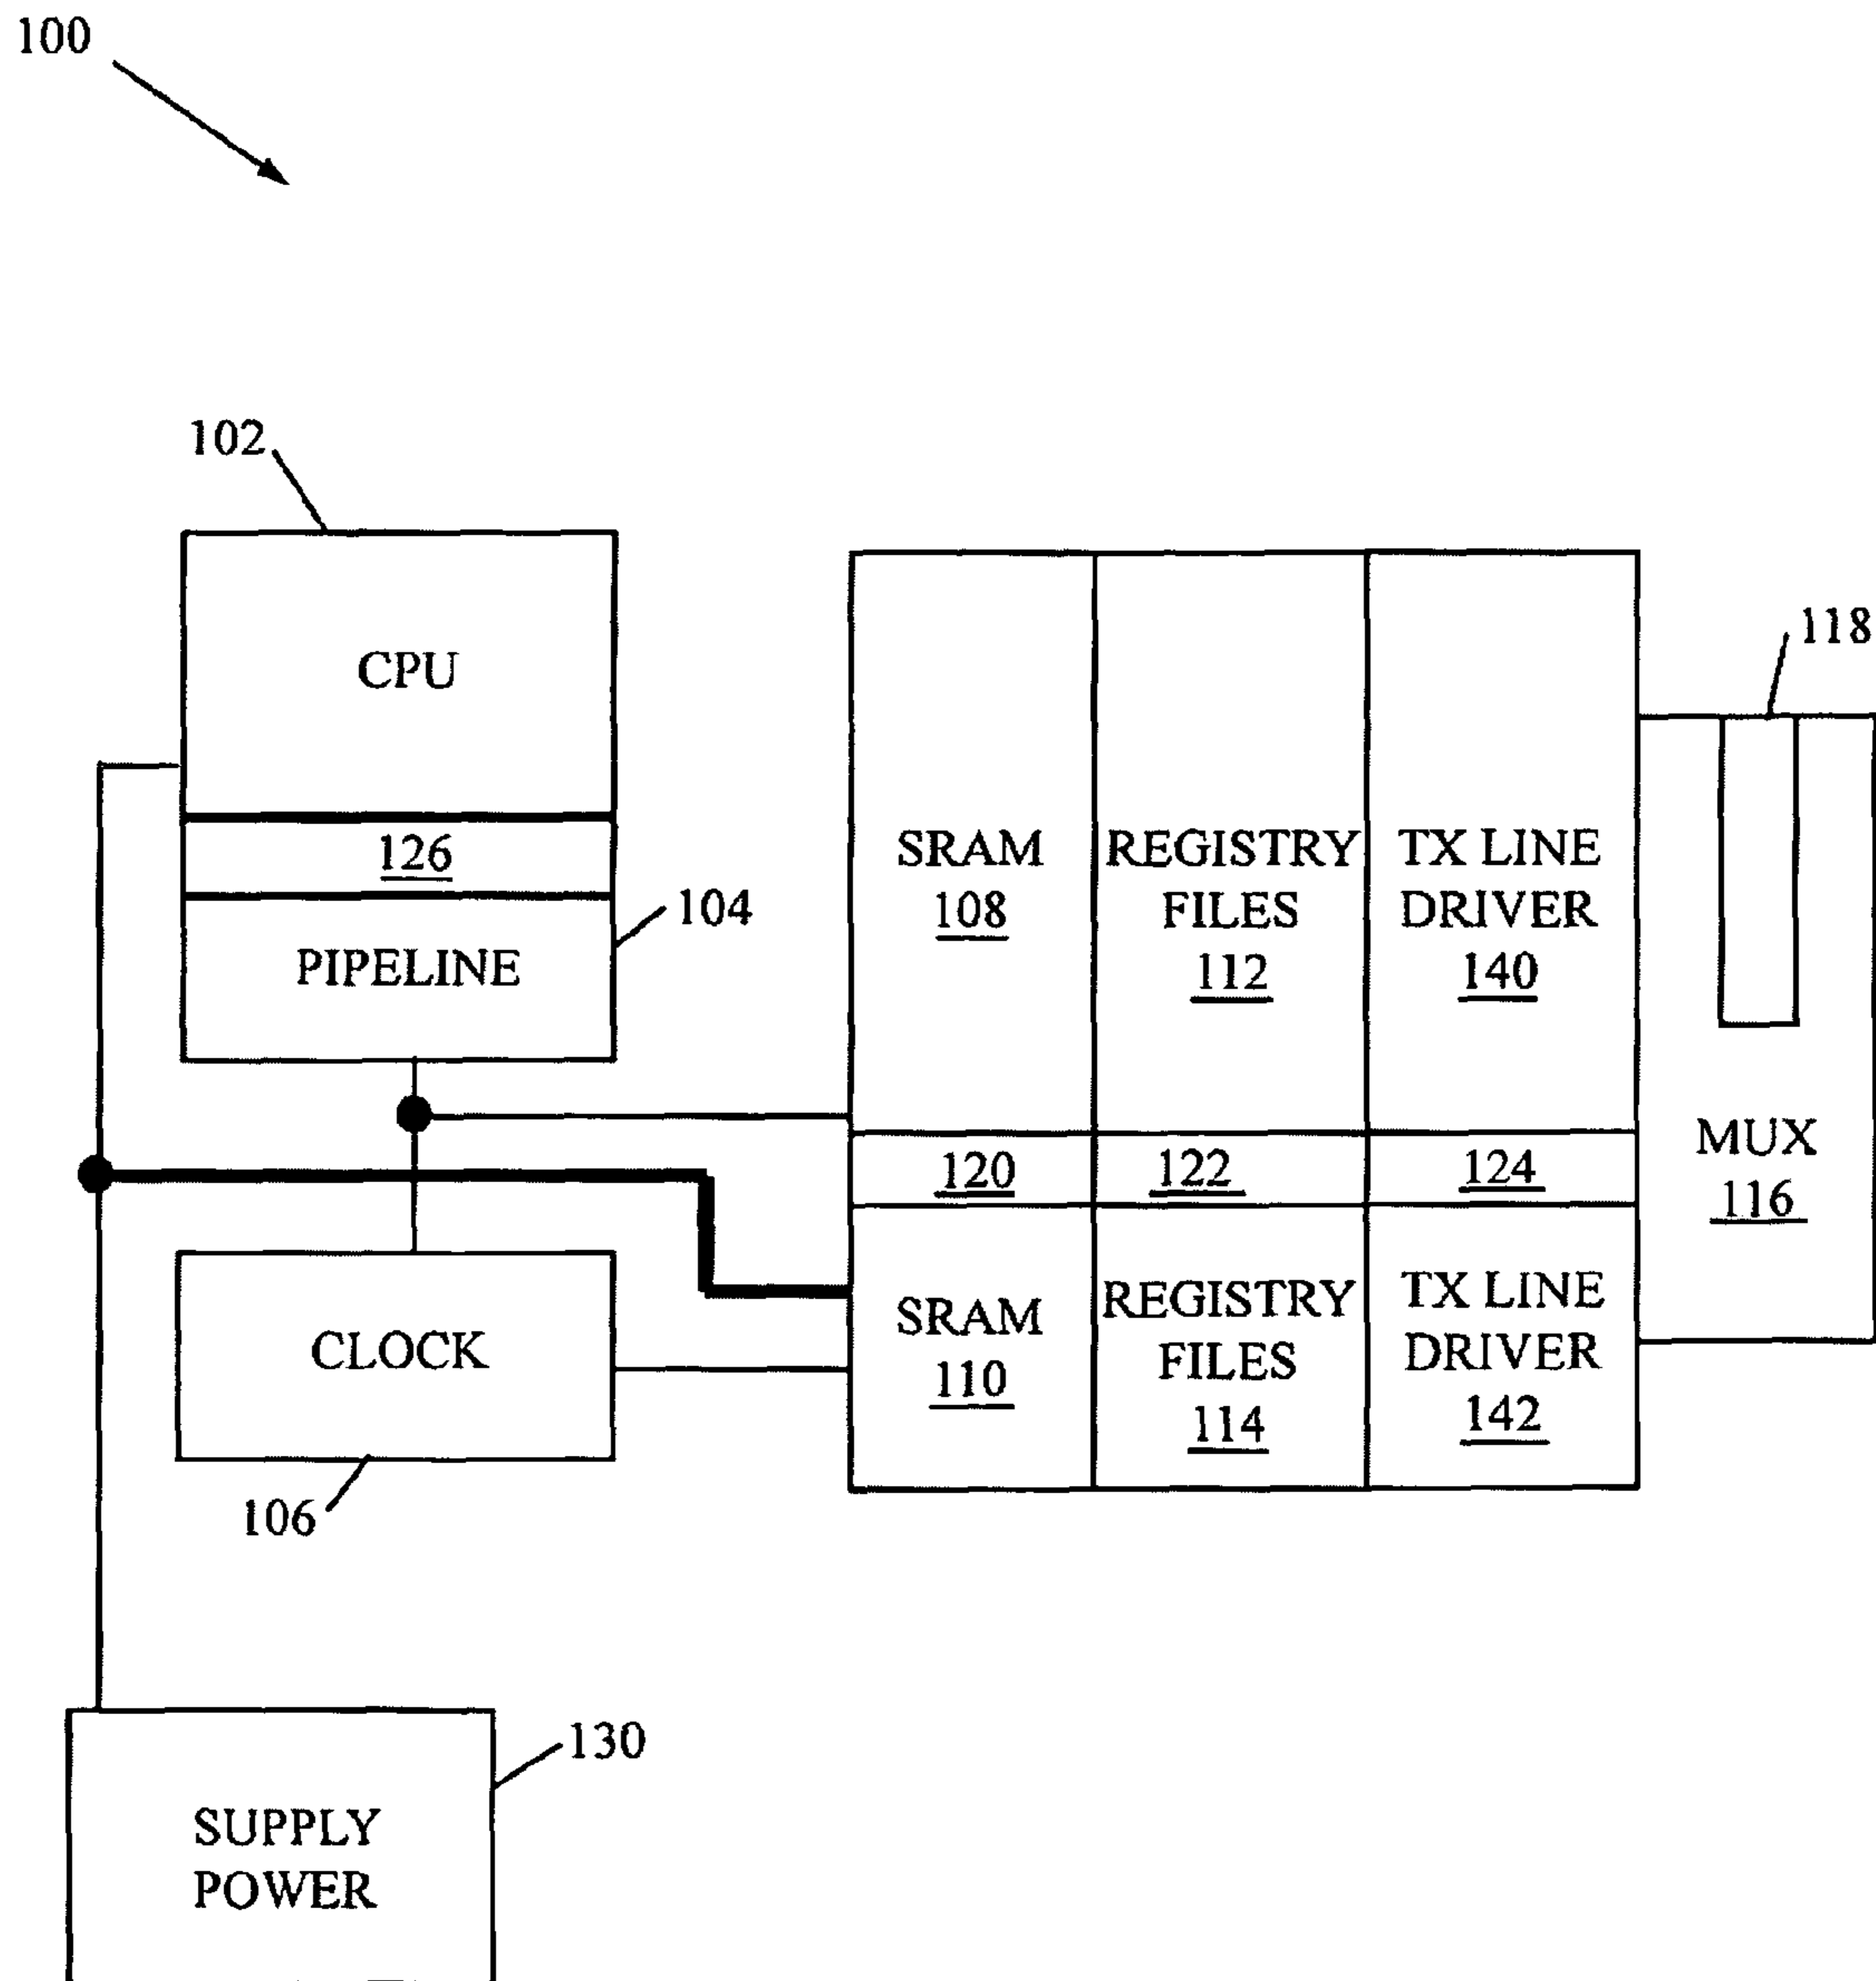 100
102
CPU
126
104
PIPELINE
118
SRAM
108
REGISTRY
FILES
112
TX LINE
DRIVER
140
120
122
124
MUX
116
CLOCK
106
SRAM
110
REGISTRY
FILES
114
TX LINE
DRIVER
142
130
SUPPLY
POWER